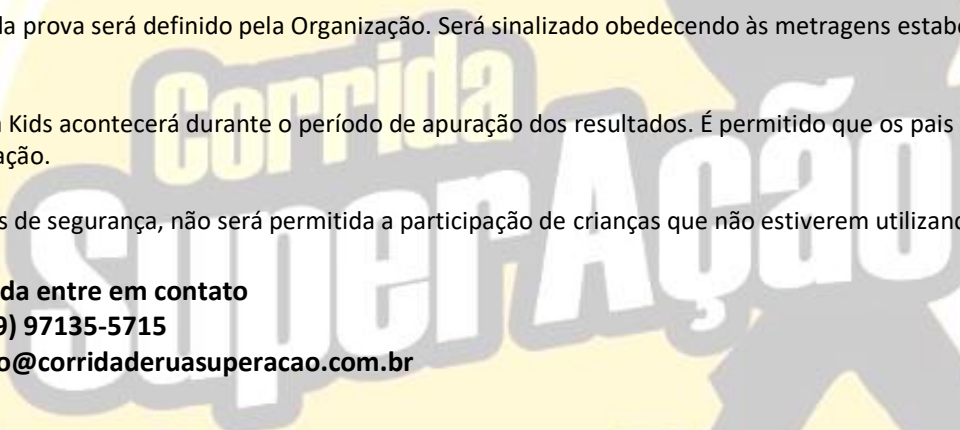 da prova será definido pela Organização. Será sinalizado obedecendo às metragens estab
Kids acontecerá durante o período de apuração dos resultados. É permitido que os pais
ação.
s de segurança, não será permitida a participação de crianças que não estiverem utilizan
da entre em contato
9) 97135-5715
o@corridaderuasuperacao.com.br
Corrida
SuperAção